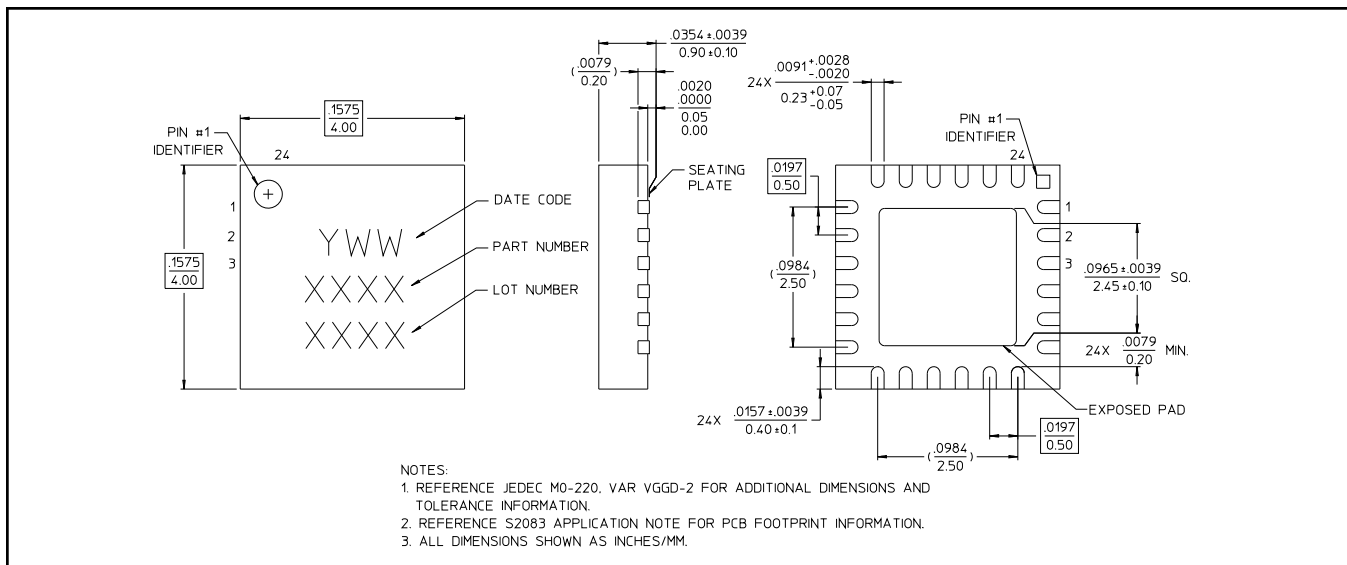 .1575
4.00
PIN #1
IDENTIFIER
24
1
2
3
.1575
4.00
DATE CODE
YWW
PART NUMBER
XXXX
LOT NUMBER
XXXX
.0354±.0039
0.90±0.10
(.0079
0.20)
.0020
.0000
0.05
0.00
SEATING
PLATE
24X .0091 +.0028
-.0020
0.23 +0.07
-0.05
PIN #1
IDENTIFIER
24
.0197
0.50
1
2
3
(.0984
2.50)
.0965±.0039
2.45±0.10 SQ.
24X .0079
0.20 MIN.
24X .0157±.0039
0.40±0.1
EXPOSED PAD
.0197
0.50
(.0984
2.50)
NOTES:
1. REFERENCE JEDEC MO-220, VAR VGGD-2 FOR ADDITIONAL DIMENSIONS AND
TOLERANCE INFORMATION.
2. REFERENCE S2083 APPLICATION NOTE FOR PCB FOOTPRINT INFORMATION.
3. ALL DIMENSIONS SHOWN AS INCHES/MM.